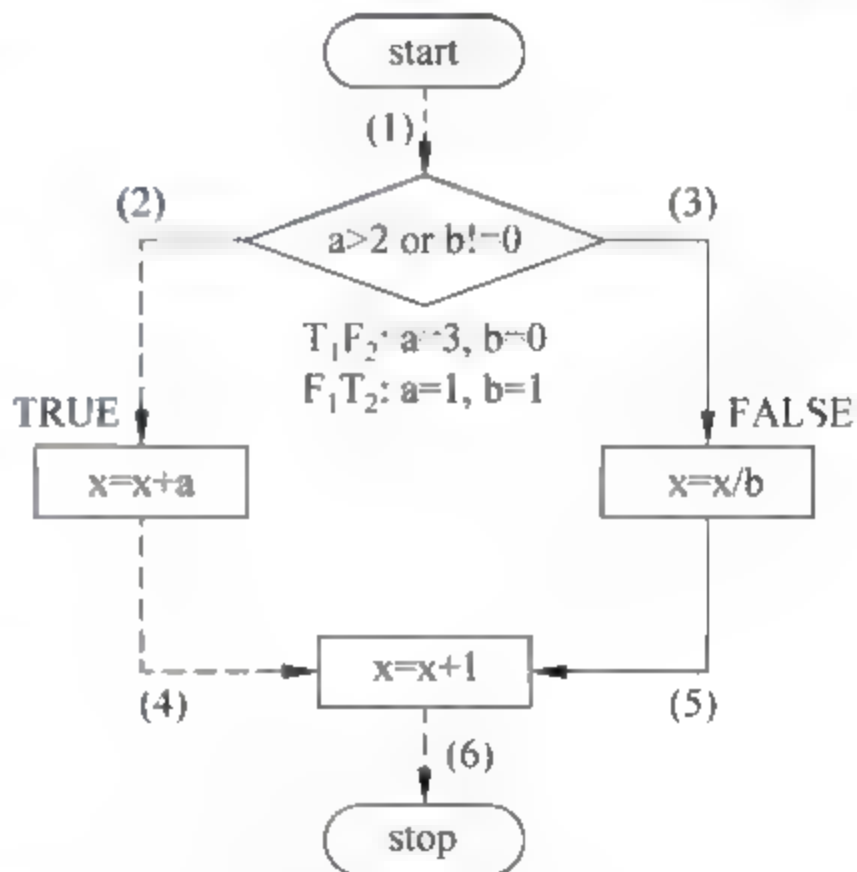 start
(1)
(2)
(3)
a>2 or b!=0
T₁F₂: a=3, b=0
F₁T₂: a=1, b=1
TRUE
FALSE
x=x+a
x=x/b
x=x+1
(4)
(5)
(6)
stop